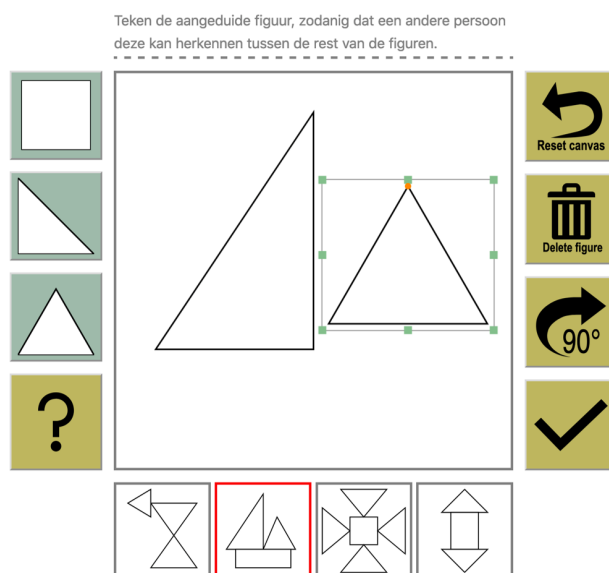 Teken de aangeduide figuur, zodanig dat een andere persoon
deze kan herkennen tussen de rest van de figuren.
Reset canvas
Delete figure
90°
?